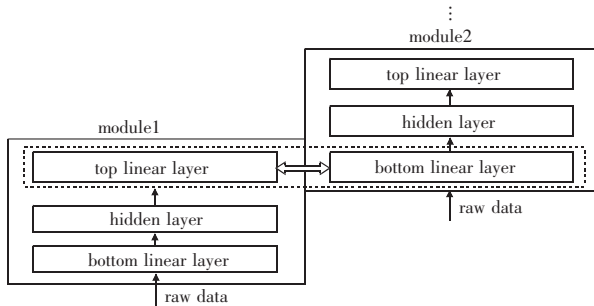 module2
top linear layer
hidden layer
bottom linear layer
raw data
module1
top linear layer
hidden layer
bottom linear layer
raw data